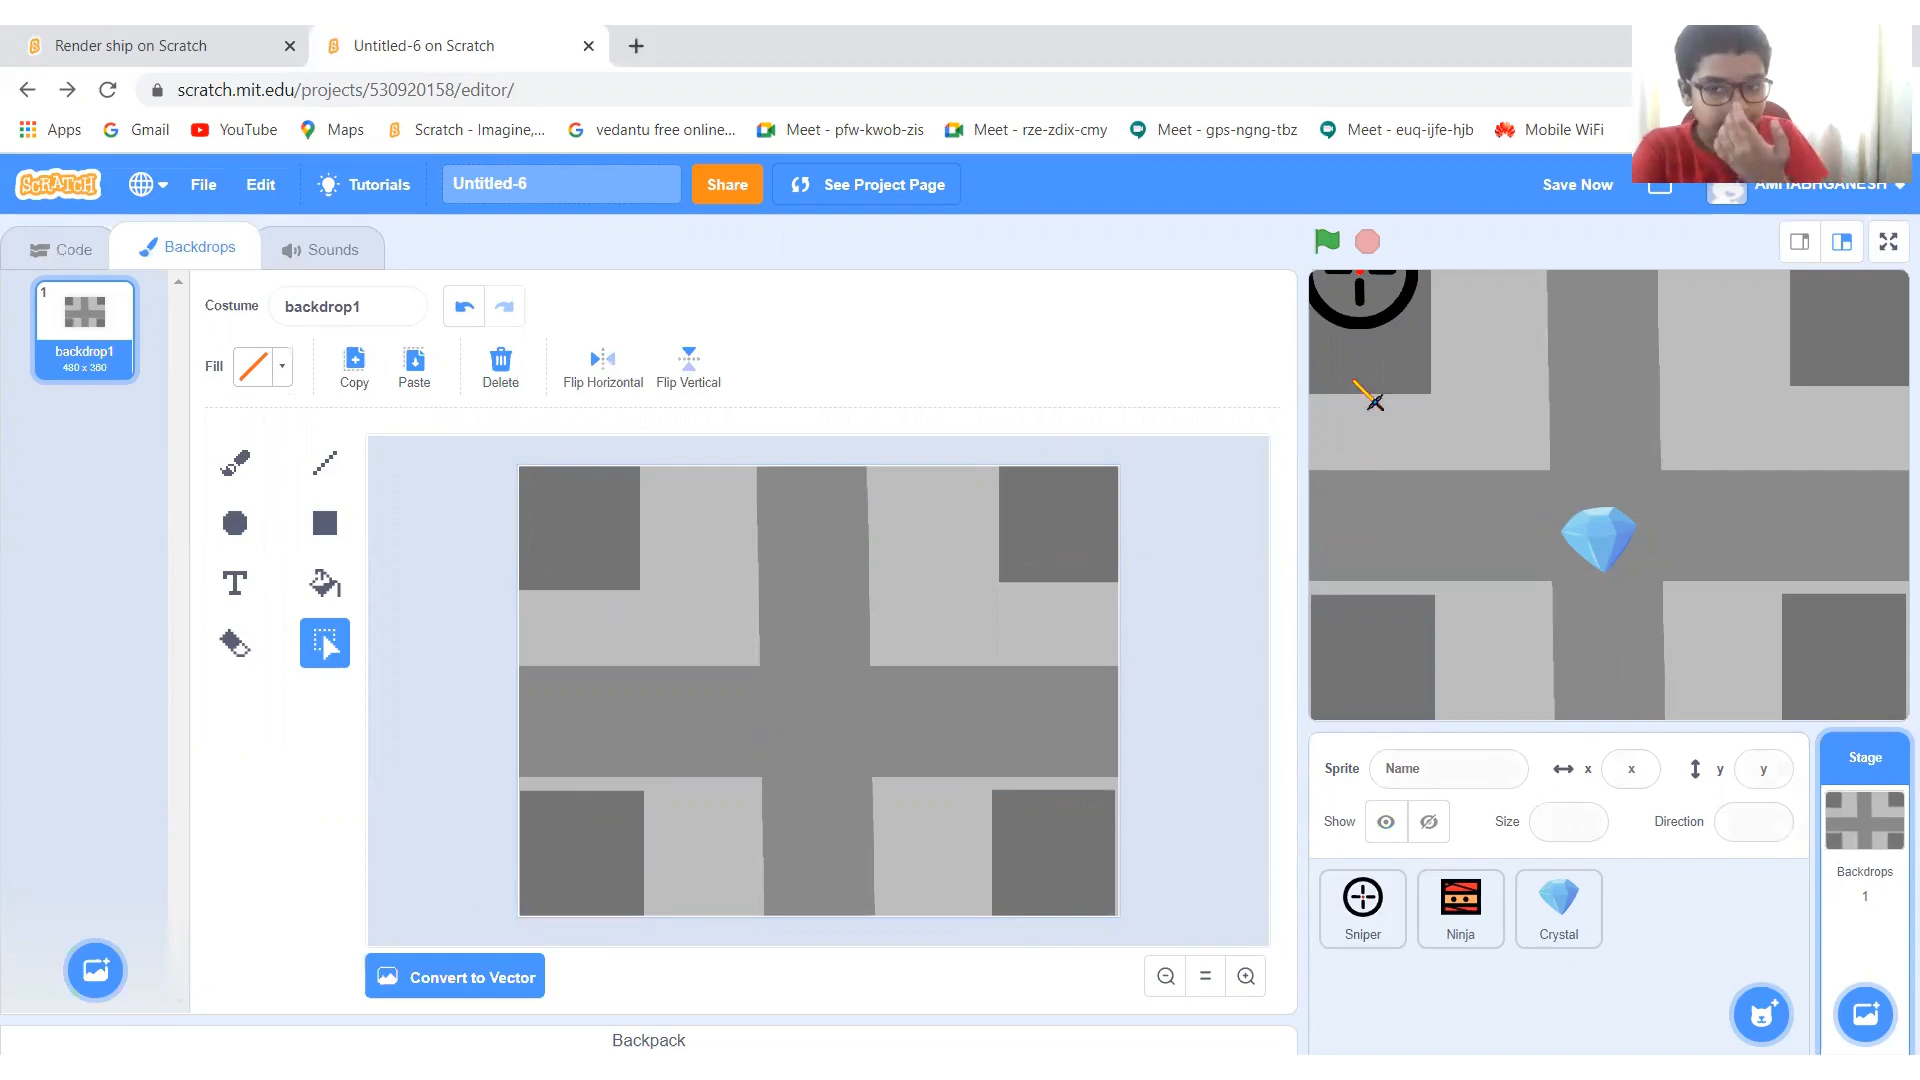 Render ship on Scratch
Untitled-6 on Scratch
scratch.mit.edu/projects/530920158/editor/
Apps
Gmail
YouTube
Maps
Scratch - Imagine,...
vedantu free online...
Meet - pfw-kwob-zis
Meet - rze-zdix-cmy
Meet - gps-ngng-tbz
Meet - euq-ijfe-hjb
Mobile WiFi
SCRATCH
File
Edit
Tutorials
Untitled-6
Share
See Project Page
Save Now
AMITABHGANESH
Code
Backdrops
Sounds
1
backdrop1
480 x 360
Costume
backdrop1
Fill
Copy
Paste
Delete
Flip Horizontal
Flip Vertical
T
Convert to Vector
Backpack
Sprite
Name
x
x
y
y
Show
Size
Direction
Sniper
Ninja
Crystal
Stage
Backdrops
1